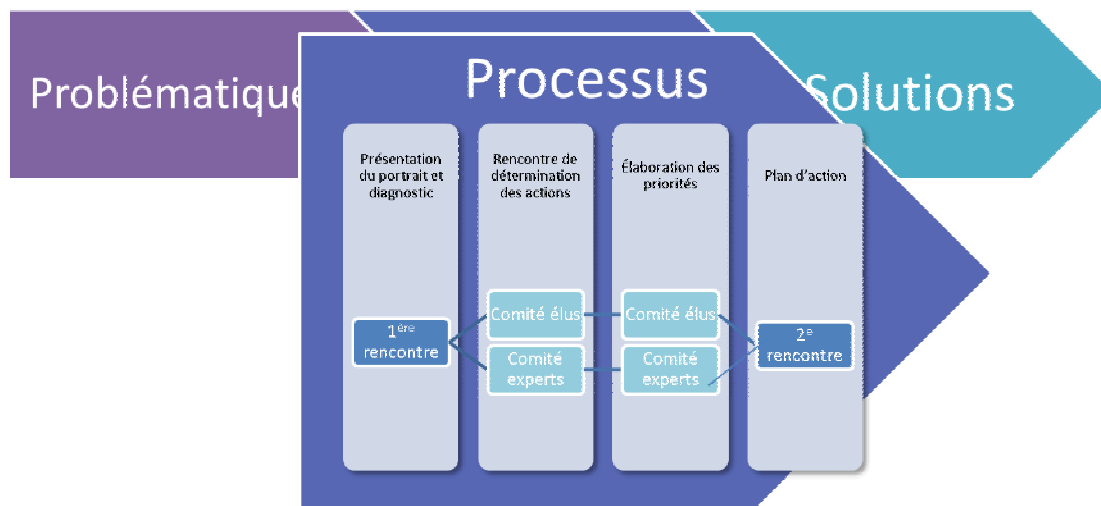 Problématique
Processus
Solutions
Présentation
du portrait et
diagnostic
Rencontre de
détermination
des actions
Élaboration des
priorités
Plan d'action
1ère
rencontre
Comité élus
Comité
experts
Comité élus
Comité
experts
2e
rencontre